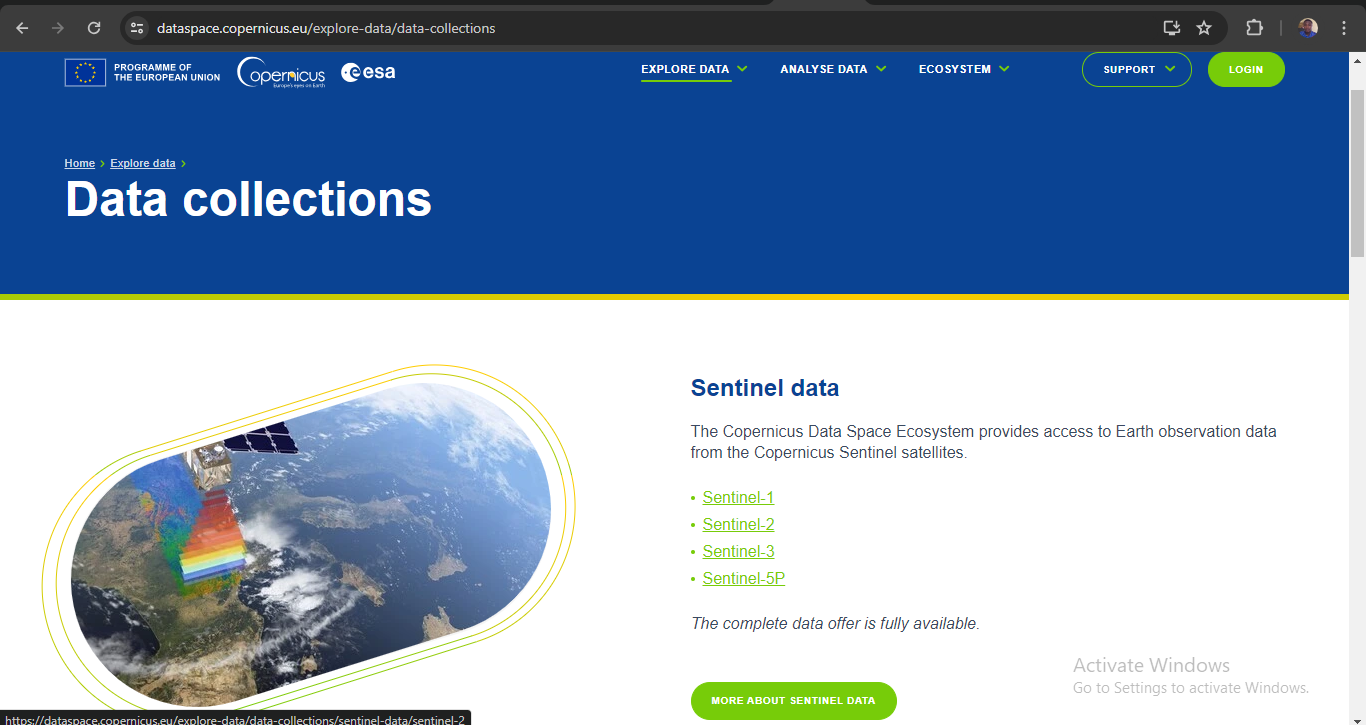 dataspace.copernicus.eu/explore-data/data-collections
PROGRAMME OF
THE EUROPEAN UNION
opernicus
Europe's eyes on Earth
esa
EXPLORE DATA
ANALYSE DATA
ECOSYSTEM
SUPPORT
LOGIN
Home > Explore data >
Data collections
Sentinel data
The Copernicus Data Space Ecosystem provides access to Earth observation data
from the Copernicus Sentinel satellites.
• Sentinel-1
• Sentinel-2
• Sentinel-3
• Sentinel-5P
The complete data offer is fully available.
MORE ABOUT SENTINEL DATA
Activate Windows
Go to Settings to activate Windows.
https://dataspace.copernicus.eu/explore-data/data-collections/sentinel-data/sentinel-2